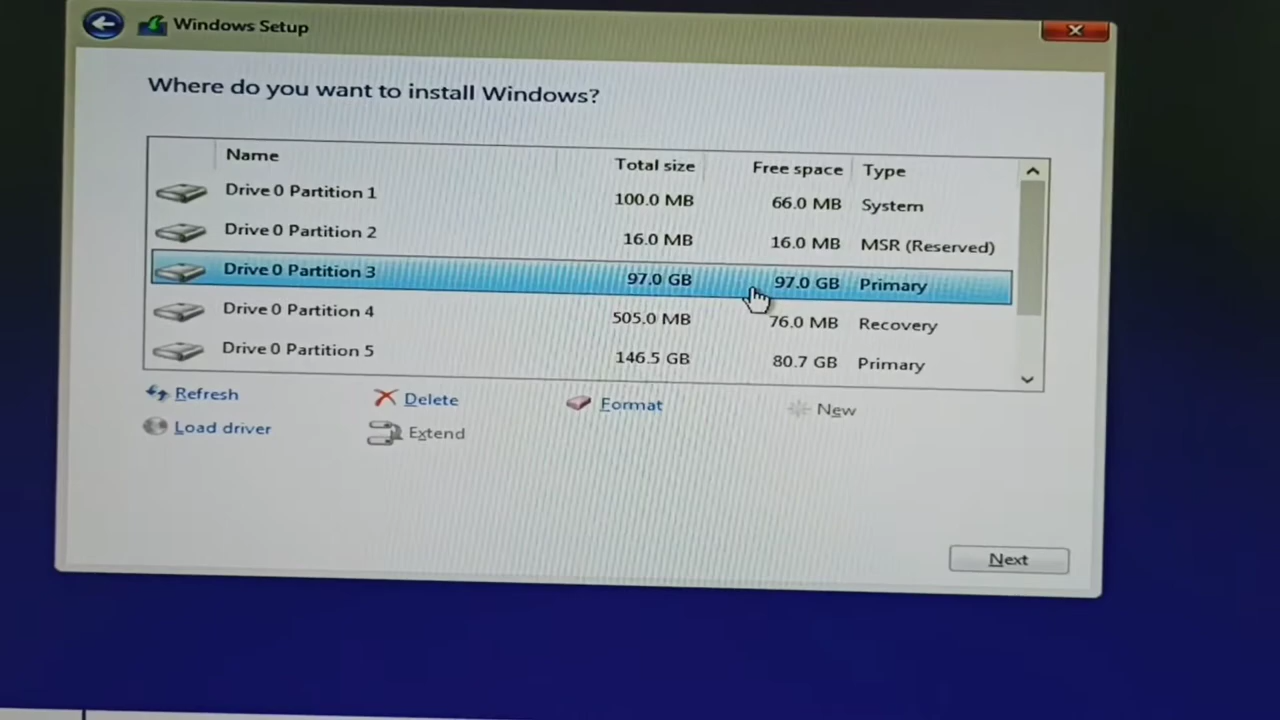 Windows Setup
Where do you want to install Windows?
Name Total size Free space Type
Drive 0 Partition 1 100.0 MB 66.0 MB System
Drive 0 Partition 2 16.0 MB 16.0 MB MSR (Reserved)
Drive 0 Partition 3 97.0 GB 97.0 GB Primary
Drive 0 Partition 4 505.0 MB 76.0 MB Recovery
Drive 0 Partition 5 146.5 GB 80.7 GB Primary
Refresh Delete Format New
Load driver Extend
Next